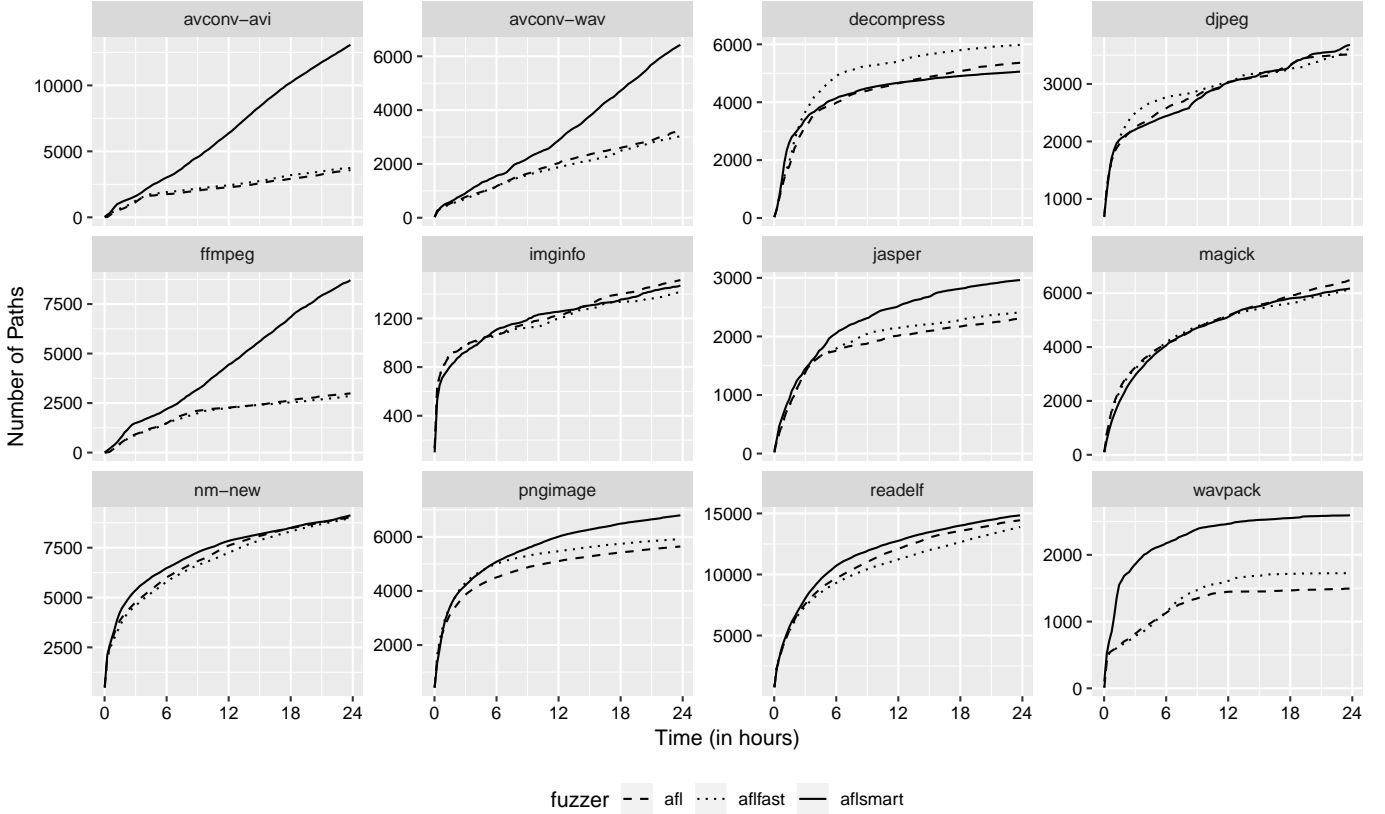 avconv−avi
avconv−wav
decompress
djpeg
10000
5000
0
6000
4000
2000
0
6000
4000
2000
0
3000
2000
1000
ffmpeg
imginfo
jasper
magick
7500
5000
2500
0
1200
800
400
3000
2000
1000
0
6000
4000
2000
0
nm−new
pngimage
readelf
wavpack
7500
5000
2500
6000
4000
2000
15000
10000
5000
2000
1000
0
0 6 12 18 24
0 6 12 18 24
0 6 12 18 24
0 6 12 18 24
Number of Paths
Time (in hours)
fuzzer afl aflfast aflsmart